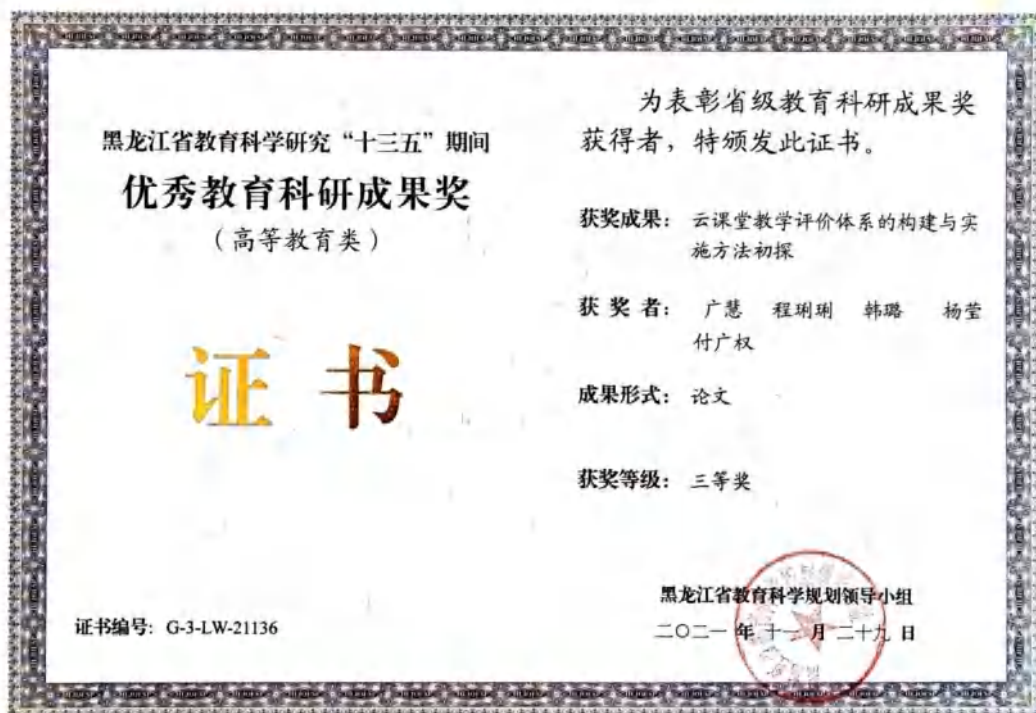 黑龙江省教育科学研究“十三五”期间
优秀教育科研成果奖
（高等教育类）
证 书
证书编号：G-3-LW-21136
为表彰省级教育科研成果奖
获得者，特颁发此证书。
获奖成果： 云课堂教学评价体系的构建与实
施方法初探
获 奖 者： 广慧 程琍琍 韩璐 杨莹
付广权
成果形式： 论文
获奖等级： 三等奖
黑龙江省教育科学规划领导小组
二〇二一 年 十一 月 二十九 日